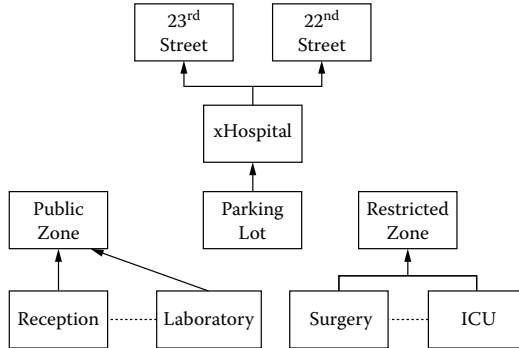 23rd
Street
22nd
Street
xHospital
Public
Zone
Parking
Lot
Restricted
Zone
Reception
Laboratory
Surgery
ICU